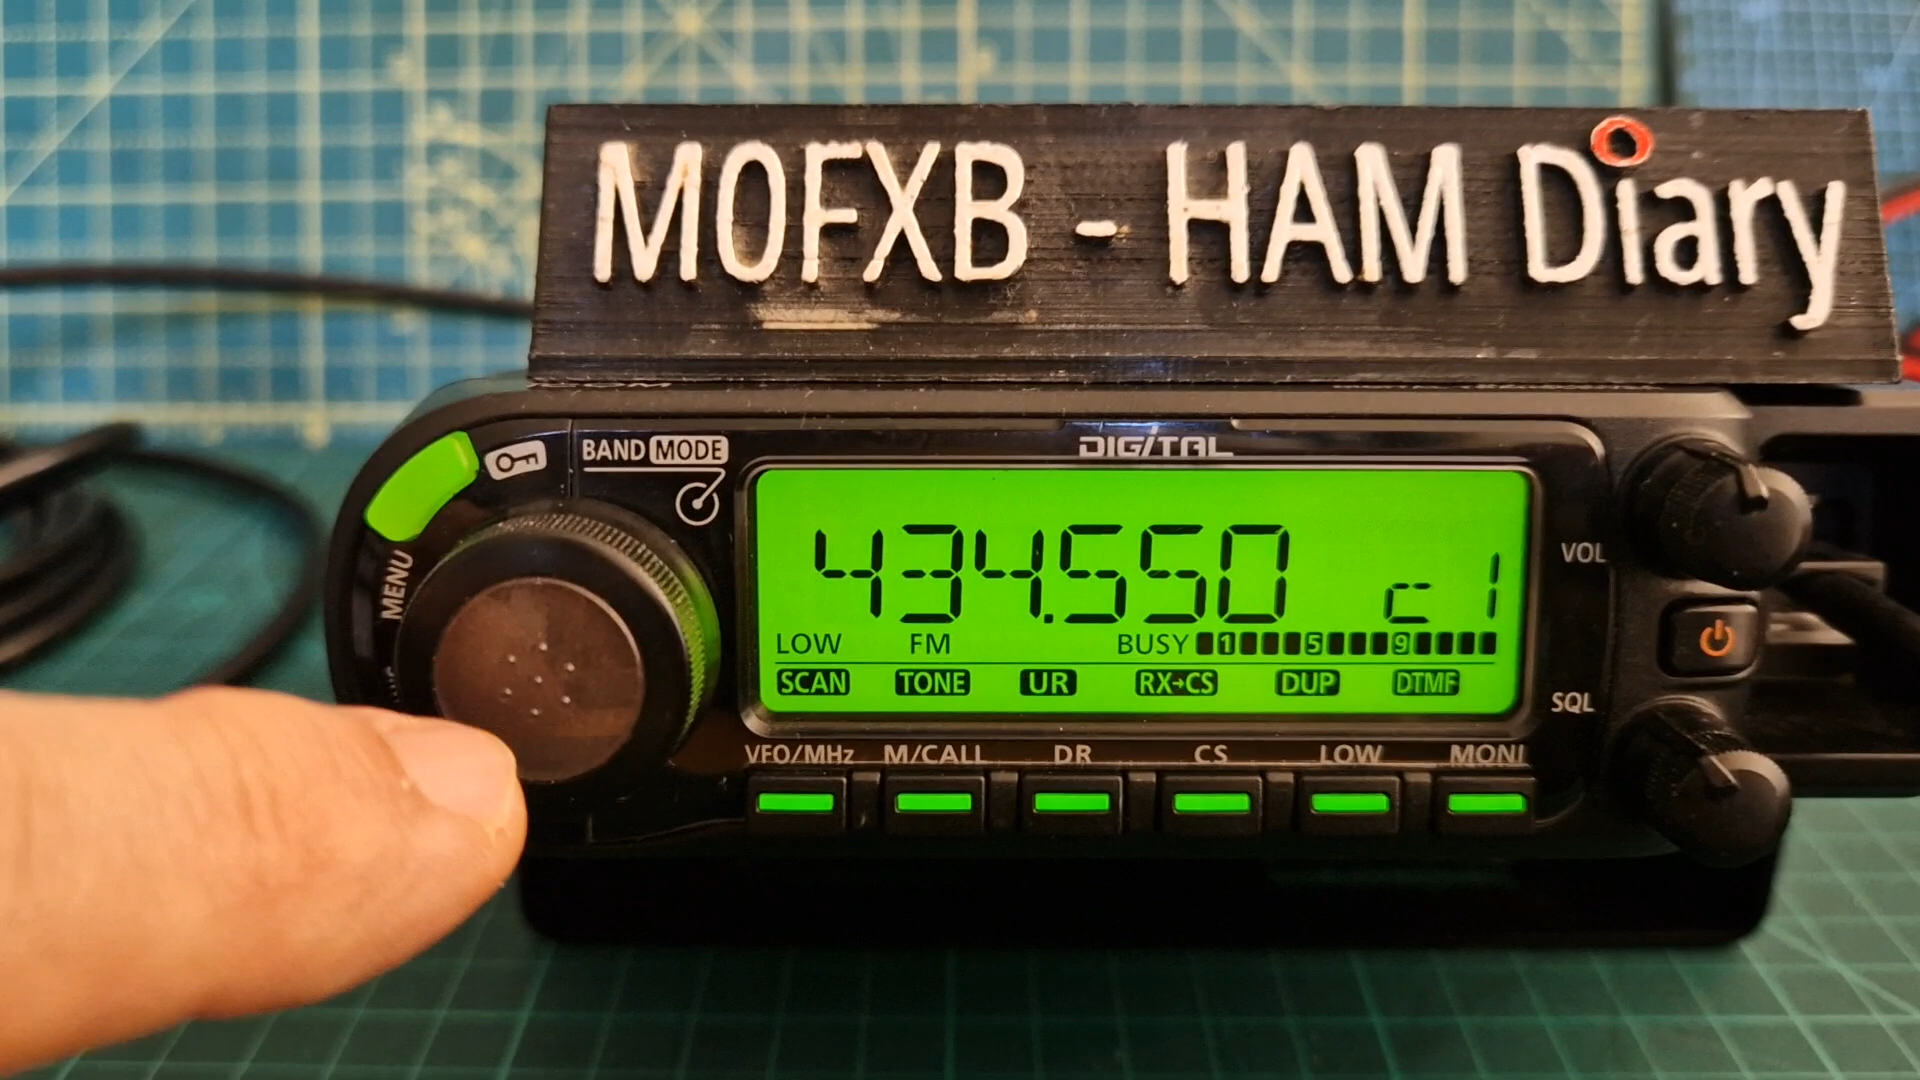 M0FXB - HAM Diary
BAND MODE
DIGITAL
MENU
434.550 c1
LOW FM BUSY 1 5 9
SCAN TONE UR RX→CS DUP DTMF
VOL
SQL
VFO/MHz M/CALL DR CS LOW MONI